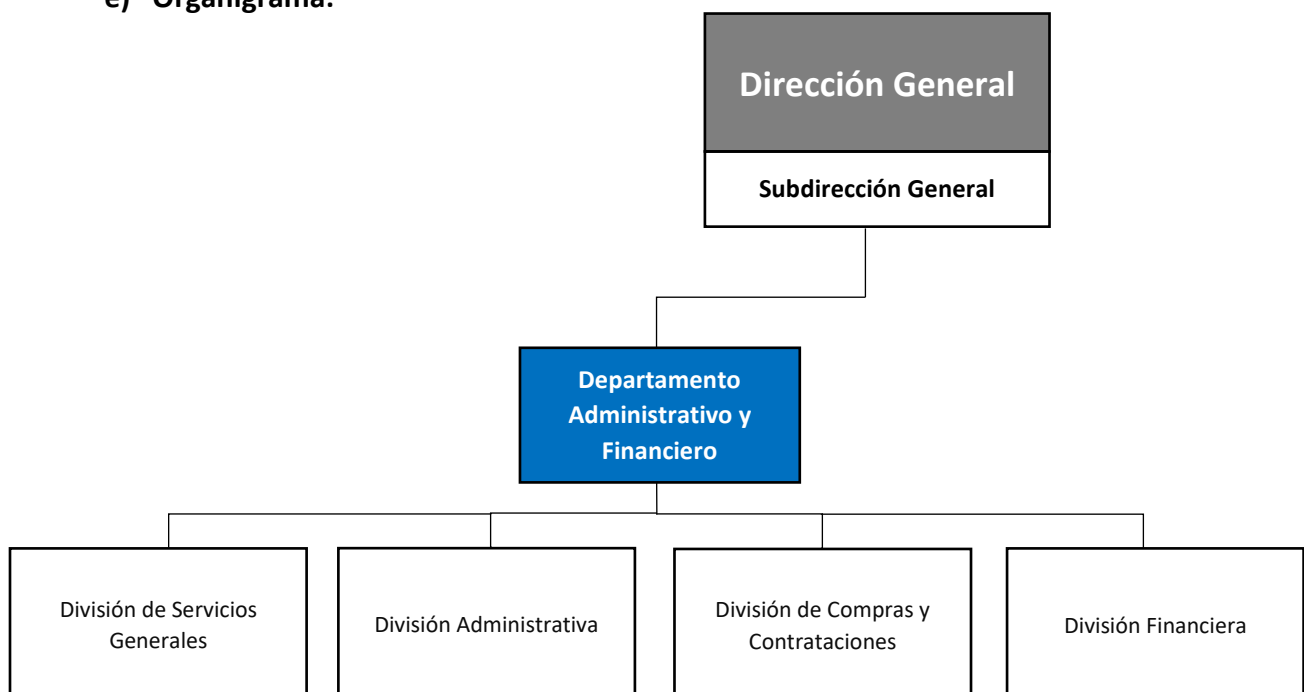 e) Organigrama:
Dirección General
Subdirección General
Departamento
Administrativo y
Financiero
División de Servicios
Generales
División Administrativa
División de Compras y
Contrataciones
División Financiera